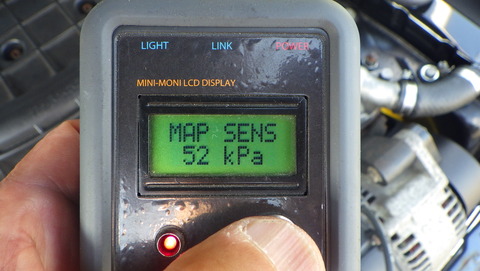 LIGHT LINK POWER
MINI-MONI LCD DISPLAY
MAP SENS
52 kPa